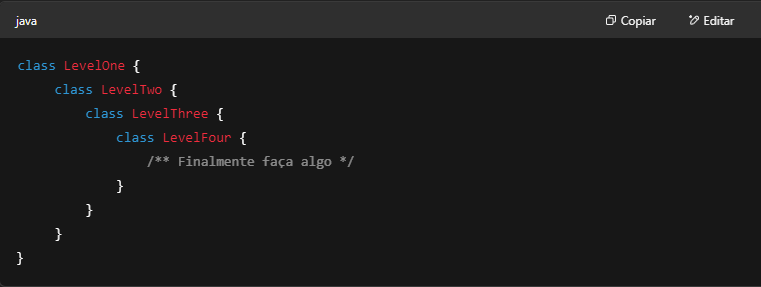 java Copiar Editar
class LevelOne {
class LevelTwo {
class LevelThree {
class LevelFour {
/** Finalmente faça algo */
}
}
}
}